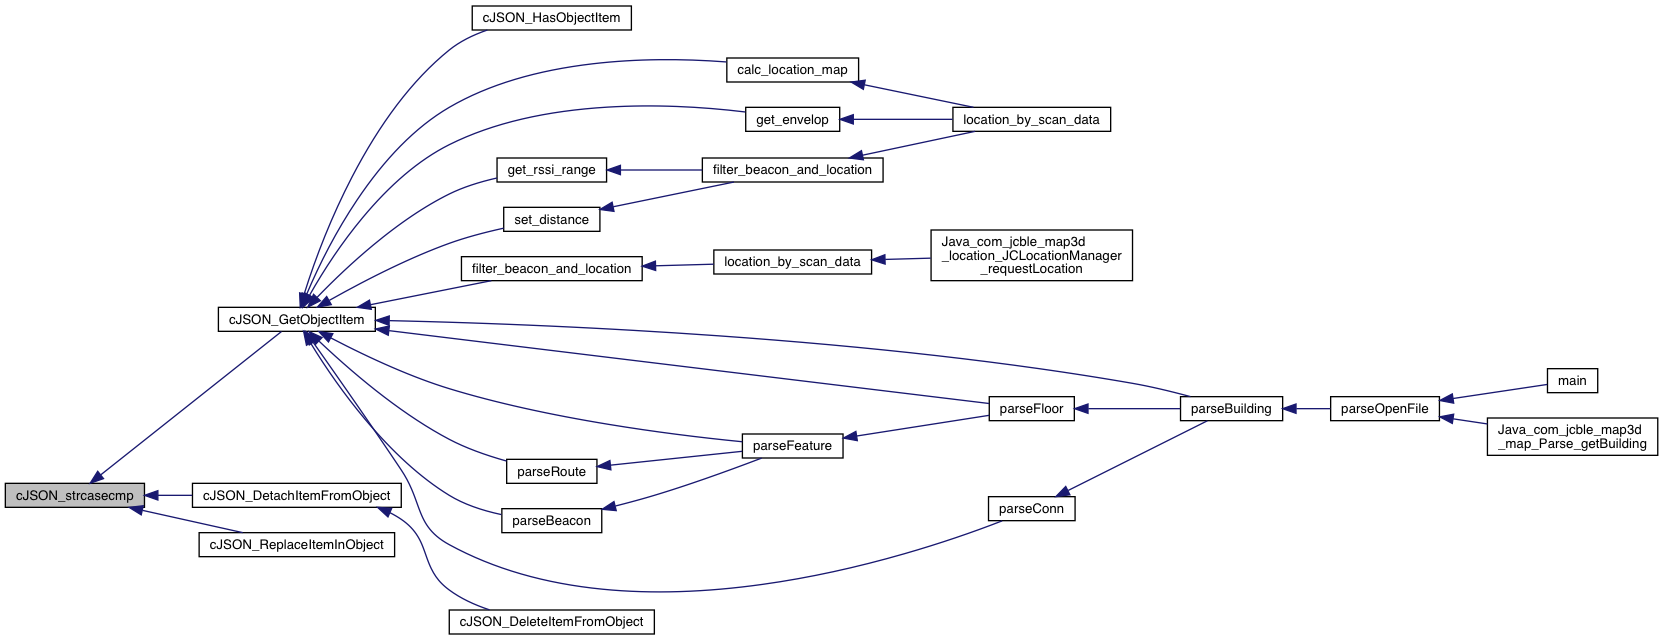 cJSON_HasObjectItem
calc_location_map
get_envelop
location_by_scan_data
get_rssi_range
filter_beacon_and_location
set_distance
filter_beacon_and_location
location_by_scan_data
Java_com_jcble_map3d
_location_JCLocationManager
_requestLocation
cJSON_GetObjectItem
main
parseFloor
parseBuilding
parseOpenFile
Java_com_jcble_map3d
_map_Parse_getBuilding
parseFeature
parseRoute
cJSON_strcasecmp
cJSON_DetachItemFromObject
parseConn
parseBeacon
cJSON_ReplaceItemInObject
cJSON_DeleteItemFromObject